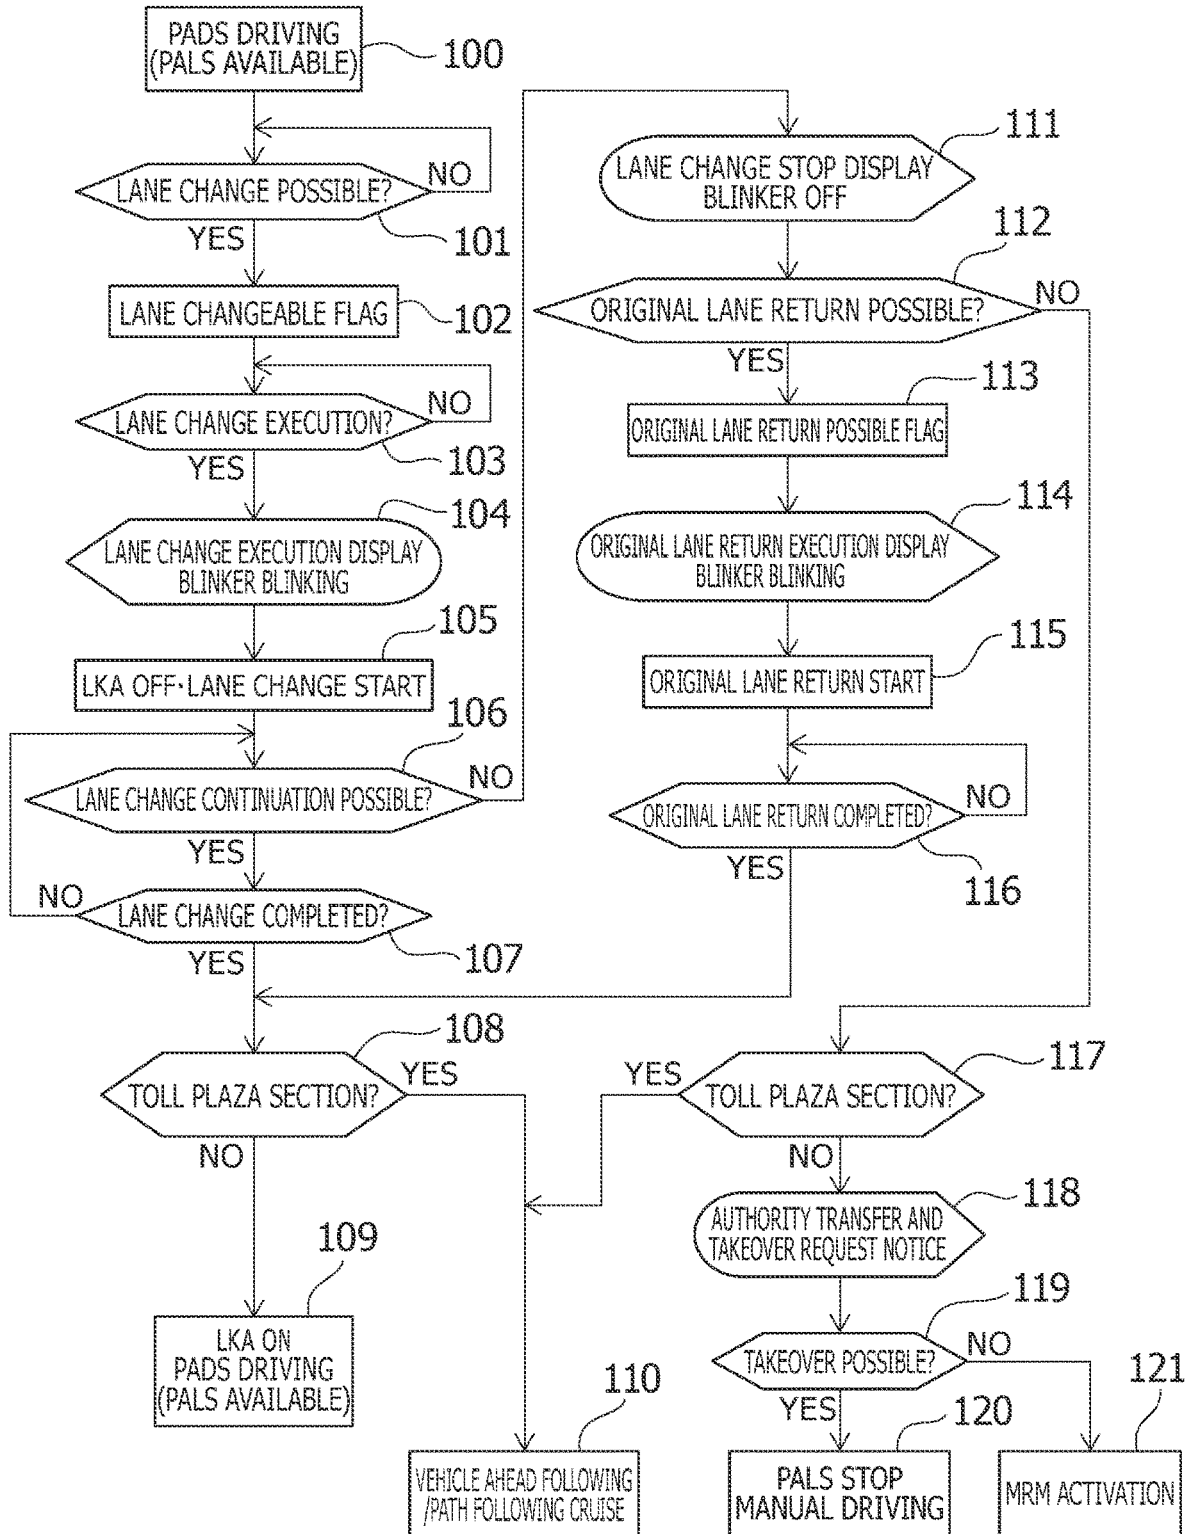 PADS DRIVING
(PALS AVAILABLE)
100
LANE CHANGE POSSIBLE?
NO
101
YES
LANE CHANGEABLE FLAG
102
LANE CHANGE EXECUTION?
NO
103
YES
104
LANE CHANGE EXECUTION DISPLAY
BLINKER BLINKING
105
LKA OFF·LANE CHANGE START
106
LANE CHANGE CONTINUATION POSSIBLE?
NO
YES
NO
LANE CHANGE COMPLETED?
107
YES
108
TOLL PLAZA SECTION?
YES
NO
109
LKA ON
PADS DRIVING
(PALS AVAILABLE)
110
VEHICLE AHEAD FOLLOWING
/PATH FOLLOWING CRUISE
111
LANE CHANGE STOP DISPLAY
BLINKER OFF
112
ORIGINAL LANE RETURN POSSIBLE?
NO
YES
113
ORIGINAL LANE RETURN POSSIBLE FLAG
114
ORIGINAL LANE RETURN EXECUTION DISPLAY
BLINKER BLINKING
115
ORIGINAL LANE RETURN START
ORIGINAL LANE RETURN COMPLETED?
NO
116
YES
117
YES
TOLL PLAZA SECTION?
NO
118
AUTHORITY TRANSFER AND
TAKEOVER REQUEST NOTICE
119
TAKEOVER POSSIBLE?
NO
YES
120
PALS STOP
MANUAL DRIVING
121
MRM ACTIVATION